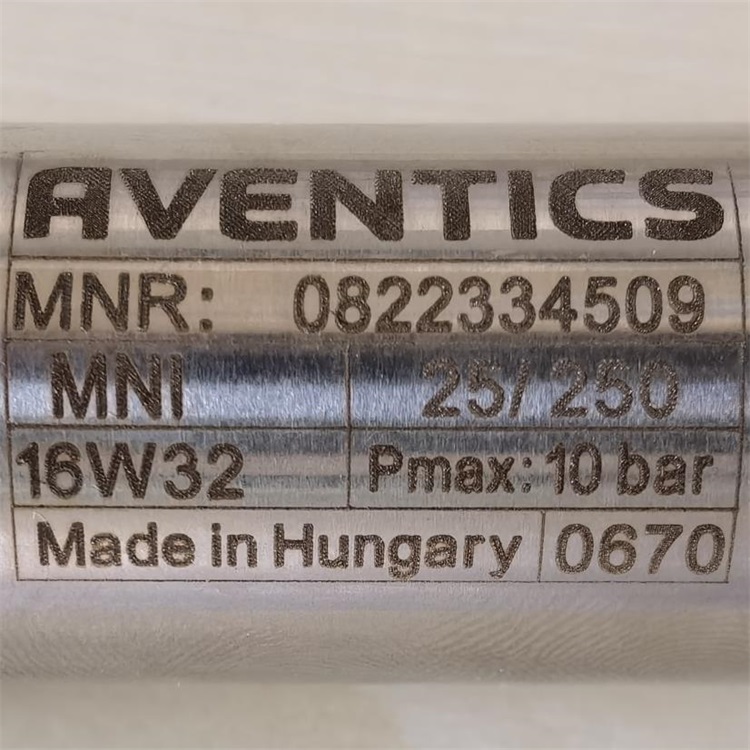 AVENTICS
MNR: 0822334509
MNI 25/250
16W32 Pmax: 10 bar
Made in Hungary 0670